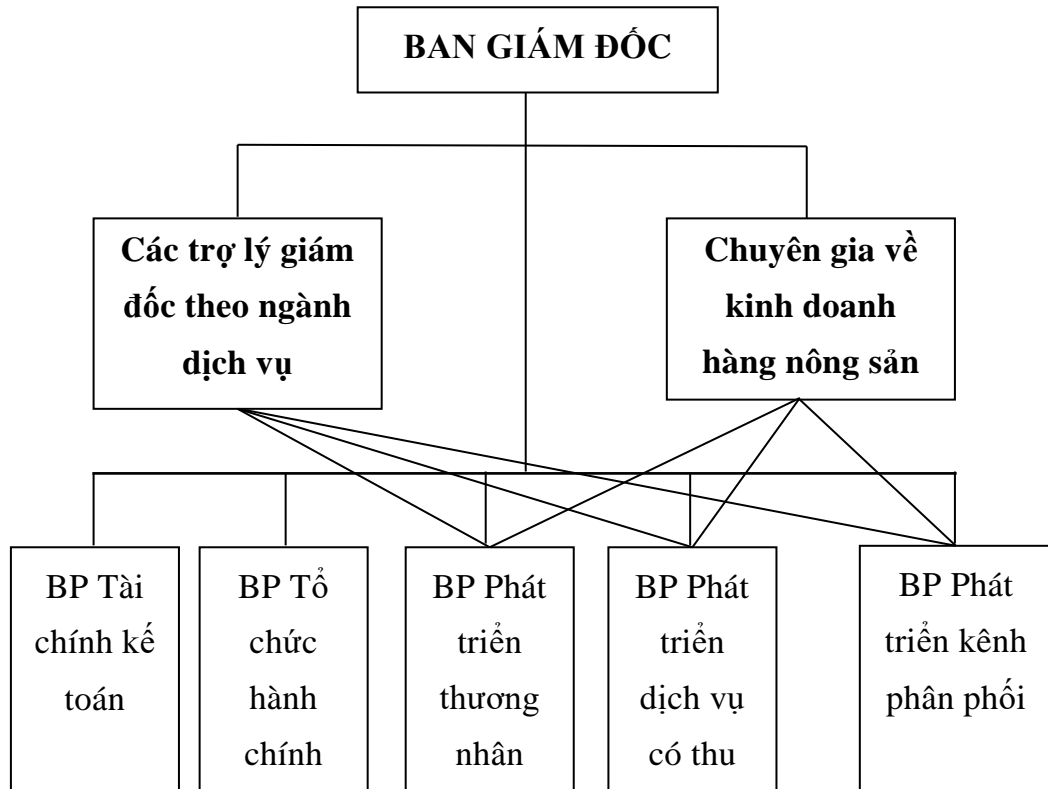 BAN GIÁM ĐỐC
Các trợ lý giám
đốc theo ngành
dịch vụ
Chuyên gia về
kinh doanh
hàng nông sản
BP Tài
chính kế
toán
BP Tổ
chức
hành
chính
BP Phát
triển
thương
nhân
BP Phát
triển
dịch vụ
có thu
BP Phát
triển kênh
phân phối